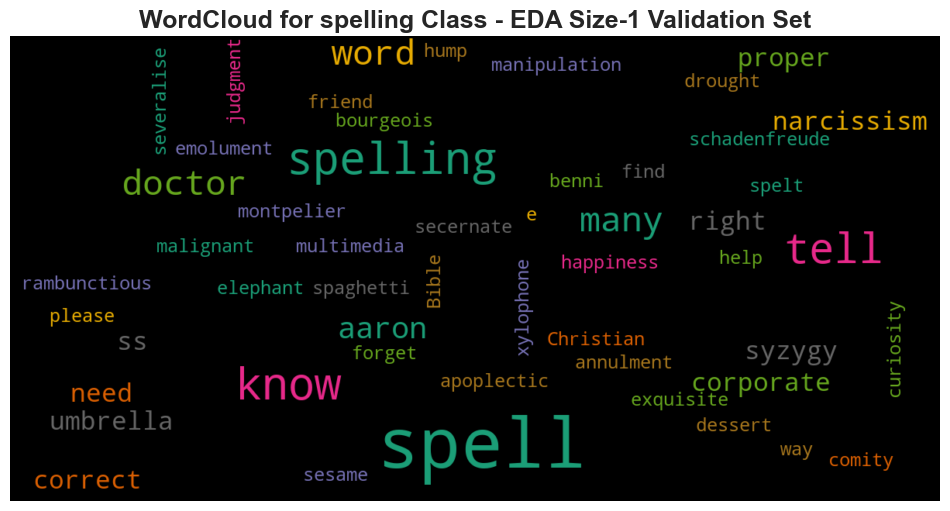 WordCloud for spelling Class - EDA Size-1 Validation Set
severalise
judgment
word
hump
manipulation
proper
drought
friend
bourgeois
narcissism
schadenfreude
emolument
spelling
doctor
benni
find
spelt
montpelier
secernate
e
many
right
malignant
multimedia
happiness
help
tell
rambunctious
elephant
spaghetti
Bible
xylophone
please
ss
aaron
forget
Christian
annulment
syzygy
curiosity
need
know
apoplectic
corporate
exquisite
umbrella
spell
dessert
way
comity
correct
sesame